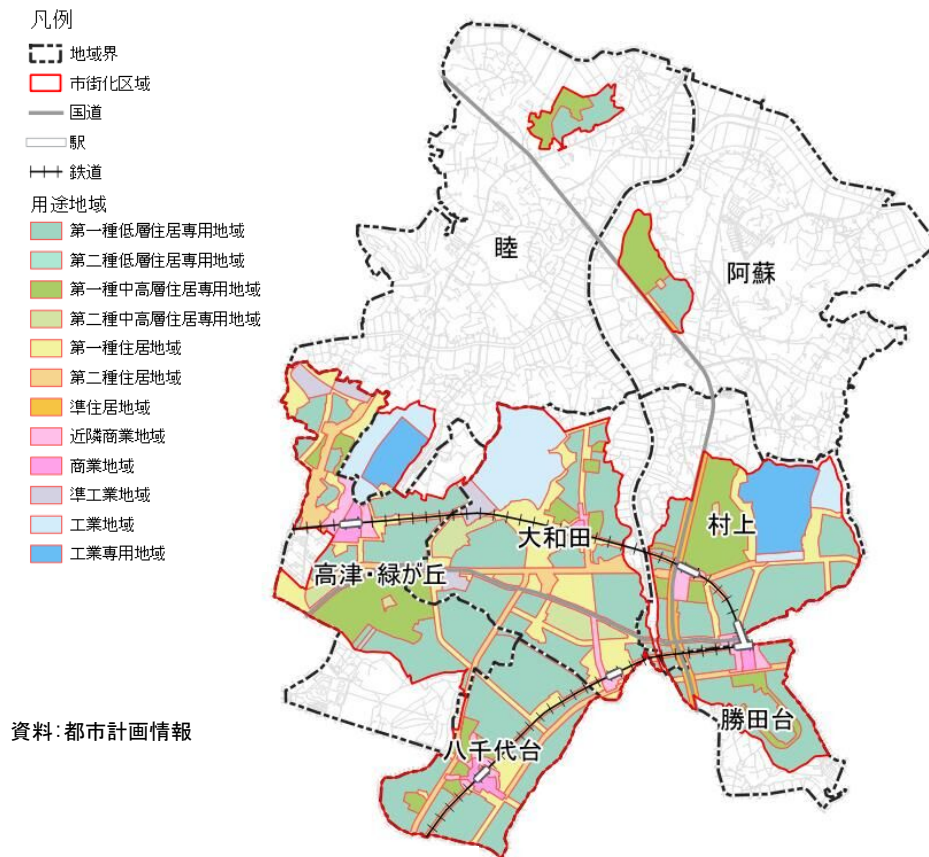 凡例
地域界
市街化区域
国道
駅
鉄道
用途地域
第一種低層住居専用地域
第二種低層住居専用地域
第一種中高層住居専用地域
第二種中高層住居専用地域
第一種住居地域
第二種住居地域
準住居地域
近隣商業地域
商業地域
準工業地域
工業地域
工業専用地域
睦
阿蘇
村上
大和田
高津・緑が丘
勝田台
八千代台
資料：都市計画情報